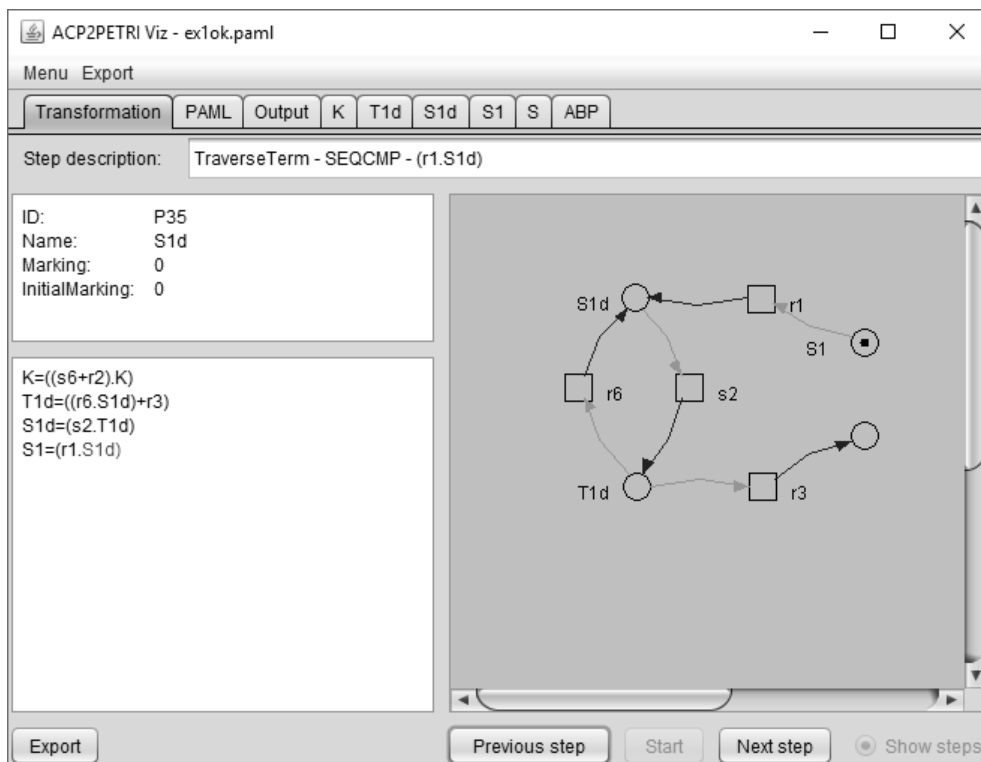 ACP2PETRI Viz - ex1ok.paml
Menu Export
Transformation PAML Output K T1d S1d S1 S ABP
Step description: TraverseTerm - SEQCMP - (r1.S1d)
ID: P35
Name: S1d
Marking: 0
InitialMarking: 0
K=((s6+r2).K)
T1d=((r6.S1d)+r3)
S1d=(s2.T1d)
S1=(r1.S1d)
S1d r1
S1
r6 s2
T1d r3
Export Previous step Start Next step Show steps